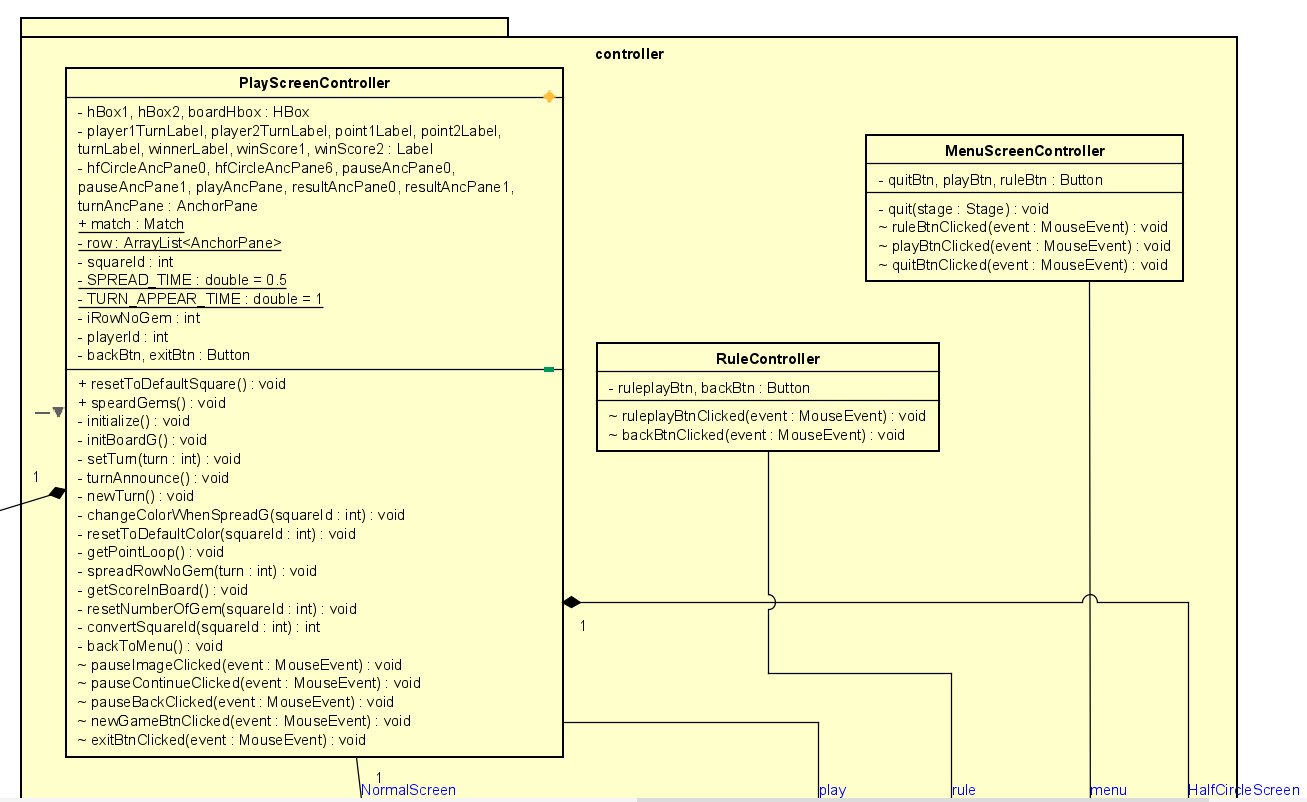 controller
PlayScreenController
- hBox1, hBox2, boardHbox : HBox
- player1TurnLabel, player2TurnLabel, point1Label, point2Label,
turnLabel, winnerLabel, winScore1, winScore2 : Label
- hfCircleAncPane0, hfCircleAncPane6, pauseAncPane0,
pauseAncPane1, playAncPane, resultAncPane0, resultAncPane1,
turnAncPane : AnchorPane
+ match : Match
- row : ArrayList<AnchorPane>
- squareId : int
- SPREAD_TIME : double = 0.5
- TURN_APPEAR_TIME : double = 1
- iRowNoGem : int
- playerId : int
- backBtn, exitBtn : Button
+ resetToDefaultSquare() : void
+ speardGems() : void
- initialize() : void
- initBoardG() : void
- setTurn(turn : int) : void
- turnAnnounce() : void
- newTurn() : void
- changeColorWhenSpreadG(squareId : int) : void
- resetToDefaultColor(squareId : int) : void
- getPointLoop() : void
- spreadRowNoGem(turn : int) : void
- getScoreInBoard() : void
- resetNumberOfGem(squareId : int) : void
- convertSquareId(squareId : int) : int
- backToMenu() : void
~ pauseImageClicked(event : MouseEvent) : void
~ pauseContinueClicked(event : MouseEvent) : void
~ pauseBackClicked(event : MouseEvent) : void
~ newGameBtnClicked(event : MouseEvent) : void
~ exitBtnClicked(event : MouseEvent) : void
MenuScreenController
- quitBtn, playBtn, ruleBtn : Button
- quit(stage : Stage) : void
~ ruleBtnClicked(event : MouseEvent) : void
~ playBtnClicked(event : MouseEvent) : void
~ quitBtnClicked(event : MouseEvent) : void
RuleController
- ruleplayBtn, backBtn : Button
~ ruleplayBtnClicked(event : MouseEvent) : void
~ backBtnClicked(event : MouseEvent) : void
1
1
1
NormalScreen
play
rule
menu
HalfCircleScreen